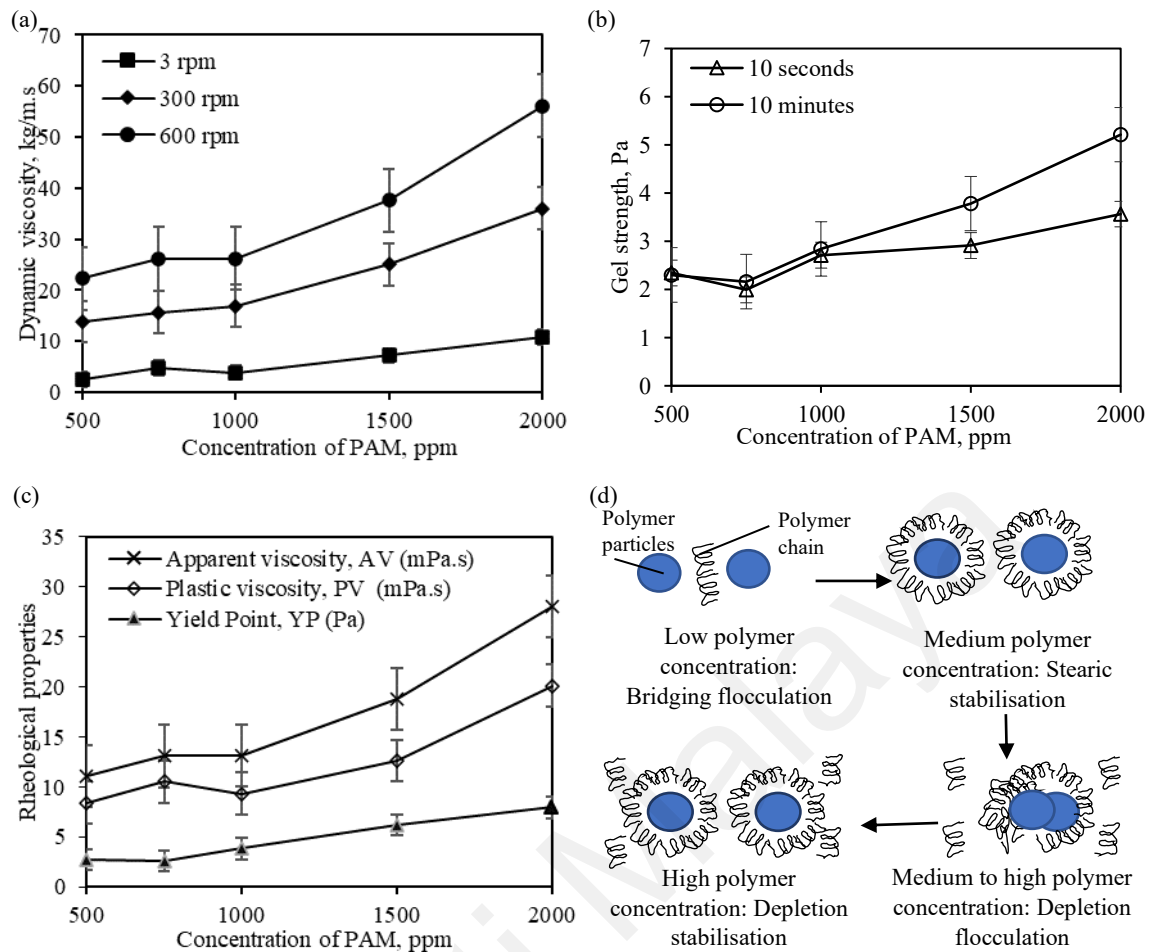 (a)
70
60
50
40
30
20
10
0
3 rpm
300 rpm
600 rpm
Dynamic viscosity, kg/m.s
500
1000
1500
2000
Concentration of PAM, ppm
(b)
7
6
5
4
3
2
1
0
10 seconds
10 minutes
Gel strength, Pa
500
1000
1500
2000
Concentration of PAM, ppm
(c)
35
30
25
20
15
10
5
0
Apparent viscosity, AV (mPa.s)
Plastic viscosity, PV (mPa.s)
Yield Point, YP (Pa)
Rheological properties
500
1000
1500
2000
Concentration of PAM, ppm
(d)
Polymer
particles
Polymer
chain
Low polymer
concentration:
Bridging flocculation
Medium polymer
concentration: Stearic
stabilisation
High polymer
concentration: Depletion
stabilisation
Medium to high polymer
concentration: Depletion
flocculation
Malaya